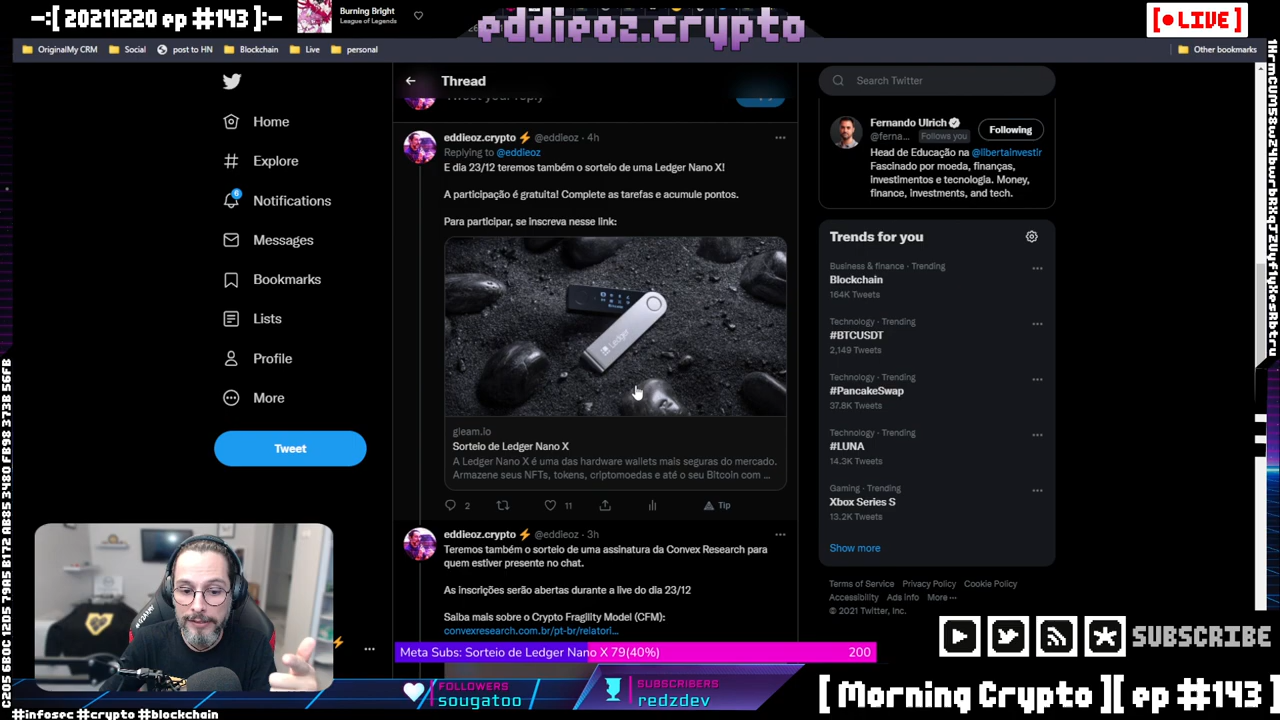 -:[ 20211220 ep #143 ]:-
Burning Bright
League of Legends
eddieoz.crypto
[ • LIVE ]
OriginalMy CRM
Social
post to HN
Blockchain
Live
personal
Other bookmarks
Home
Explore
6
Notifications
Messages
Bookmarks
Lists
Profile
More
Tweet
Thread
Tweet your reply
eddieoz.crypto ⚡ @eddieoz · 4h
Replying to @eddieoz
E dia 23/12 teremos também o sorteio de uma Ledger Nano X!
A participação é gratuita! Complete as tarefas e acumule pontos.
Para participar, se inscreva nesse link:
Ledger
gleam.io
Sorteio de Ledger Nano X
A Ledger Nano X é uma das hardware wallets mais seguras do mercado.
Armazene seus NFTs, tokens, criptomoedas e até o seu Bitcoin com ...
2
11
Tip
eddieoz.crypto ⚡ @eddieoz · 3h
Teremos também o sorteio de uma assinatura da Convex Research para
quem estiver presente no chat.
As inscrições serão abertas durante a live do dia 23/12
Saiba mais sobre o Crypto Fragility Model (CFM):
convexresearch.com.br/pt-br/relatori...
Search Twitter
Fernando Ulrich
@ferna... Follows you
Following
Head de Educação na @libertainvestir
Fascinado por moeda, finanças,
investimentos e tecnologia. Money,
finance, investments, and tech.
Trends for you
Business & finance · Trending
Blockchain
164K Tweets
Technology · Trending
#BTCUSDT
2,149 Tweets
Technology · Trending
#PancakeSwap
37.8K Tweets
Technology · Trending
#LUNA
14.3K Tweets
Gaming · Trending
Xbox Series S
13.2K Tweets
Show more
Terms of Service Privacy Policy Cookie Policy
Accessibility Ads info More ···
© 2021 Twitter, Inc.
Meta Subs: Sorteio de Ledger Nano X 79(40%)
200
FOLLOWERS
sougatoo
SUBSCRIBERS
redzdev
SUBSCRIBE
[ Morning Crypto ][ ep #143 ]
#infosec #crypto #blockchain